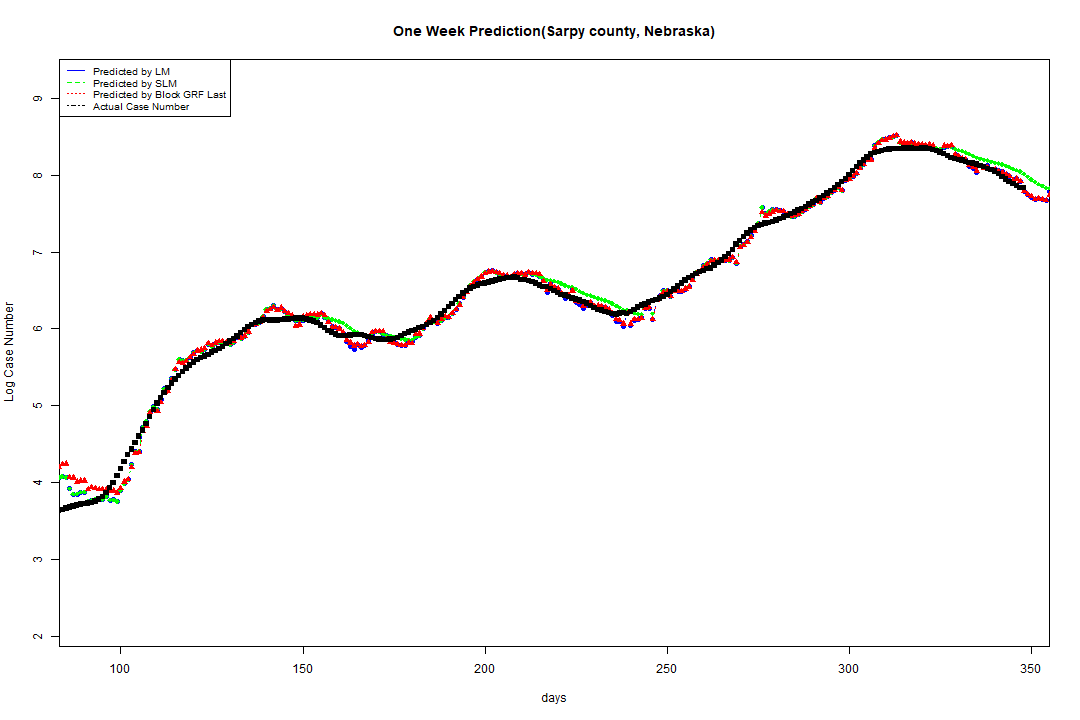 One Week Prediction(Sarpy county, Nebraska)
Predicted by LM
Predicted by SLM
Predicted by Block GRF Last
Actual Case Number
9
8
7
6
5
4
3
2
Log Case Number
100 150 200 250 300 350
days